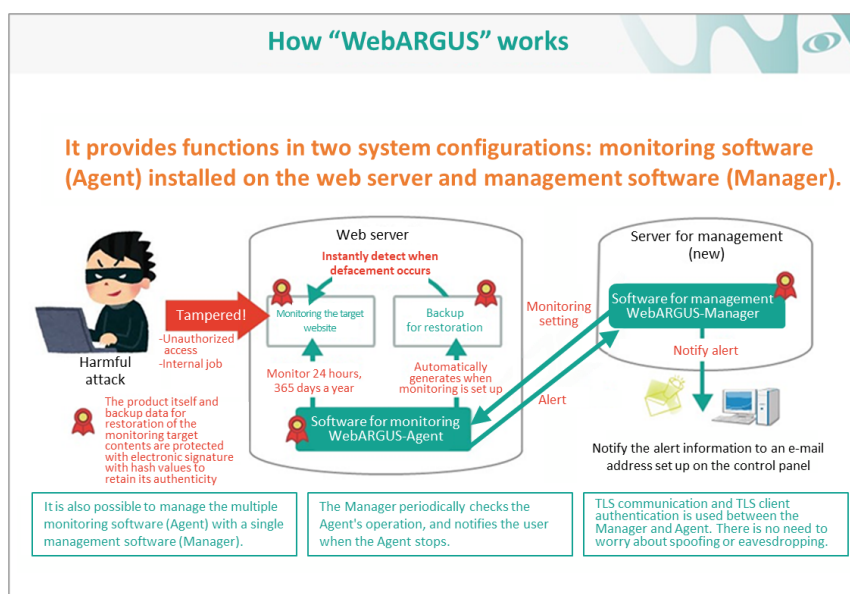 How “WebARGUS” works
It provides functions in two system configurations: monitoring software
(Agent) installed on the web server and management software (Manager).
Web server
Instantly detect when
defacement occurs
Server for management
(new)
Tampered!
-Unauthorized
access
-Internal job
Harmful
attack
Monitoring the target
website
Backup
for restoration
Monitoring
setting
Software for management
WebARGUS-Manager
Notify alert
Monitor 24 hours,
365 days a year
Automatically
generates when
monitoring is set up
Alert
Software for monitoring
WebARGUS-Agent
The product itself and
backup data for
restoration of the
monitoring target
contents are protected
with electronic signature
with hash values to
retain its authenticity
Notify the alert information to an e-mail
address set up on the control panel
It is also possible to manage the multiple
monitoring software (Agent) with a single
management software (Manager).
The Manager periodically checks the
Agent's operation, and notifies the user
when the Agent stops.
TLS communication and TLS client
authentication is used between the
Manager and Agent. There is no need to
worry about spoofing or eavesdropping.